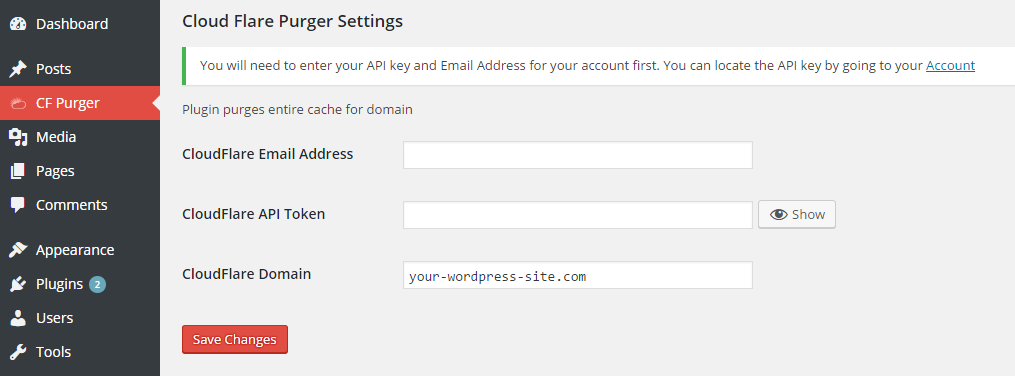 Dashboard
Posts
CF Purger
Media
Pages
Comments
Appearance
Plugins 2
Users
Tools
Cloud Flare Purger Settings
You will need to enter your API key and Email Address for your account first. You can locate the API key by going to your Account
Plugin purges entire cache for domain
CloudFlare Email Address
CloudFlare API Token Show
CloudFlare Domain your-wordpress-site.com
Save Changes